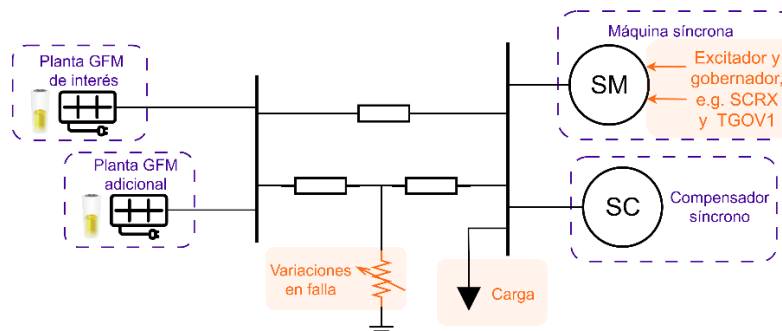 Planta GFM
de interés
Planta GFM
adicional
Variaciones
en falla
Carga
Máquina síncrona
SM
Excitador y
gobernador,
e.g. SCRX
y TGOV1
SC
Compensador
síncrono